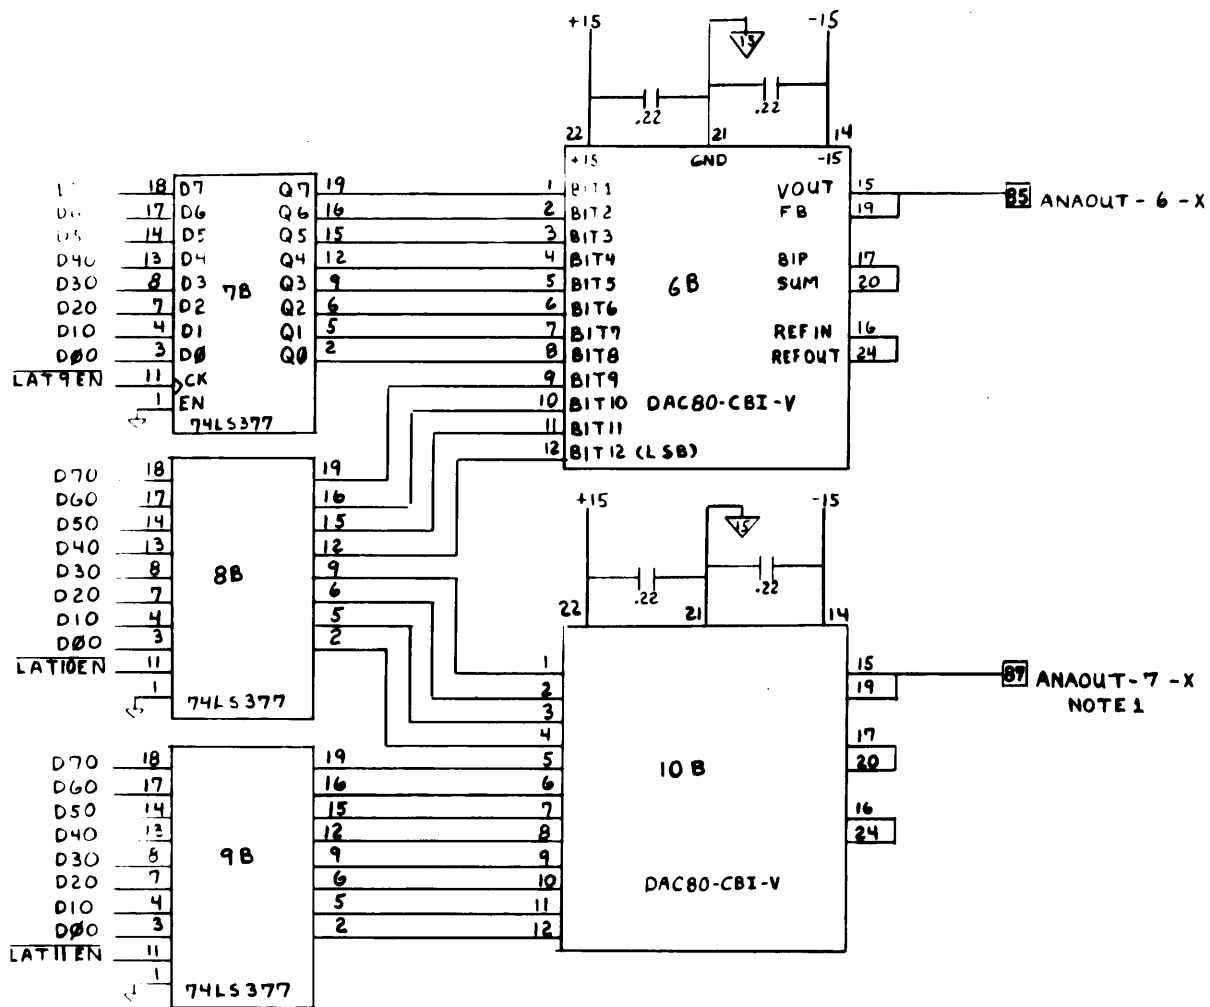 +15
13
-15
.22
.22
22
21
14
+15 GND -15
18 D7 Q7 19 1 BIT1 VOUT 15
17 D6 Q6 16 2 BIT2 FB 19
B5 ANAOUT - 6 - X
14 D5 Q5 15 3 BIT3
D40 13 D4 Q4 12 4 BIT4 BIP 17
D30 8 D3 Q3 9 5 BIT5 SUM 20
7B
6B
D20 7 D2 Q2 6 6 BIT6
D10 4 D1 Q1 5 7 BIT7 REF IN 16
DØ0 3 DØ QØ 2 8 BIT8 REFOUT 24
LAT9EN 11 CK
9 BIT9
1 EN
10 BIT10 DAC80-CBI-V
74LS377
11 BIT11
12 BIT12 (LSB)
D70 18 19
D60 17 16
D50 14 15
D40 13 12
D30 8 9
8B
D20 7 6
D10 4 5
DØ0 3 2
LAT10EN 11
1
74LS377
+15
15
-15
.22
.22
22
21
14
1
2
3
4
15
19
B7 ANAOUT - 7 - X
NOTE 1
17
20
10B
16
24
DAC80-CBI-V
D70 18 19 5
D60 17 16 6
D50 14 15 7
D40 13 12 8
D30 8 9 9
9B
D20 7 6 10
D10 4 5 11
DØ0 3 2 12
LAT11EN 11
1
74LS377